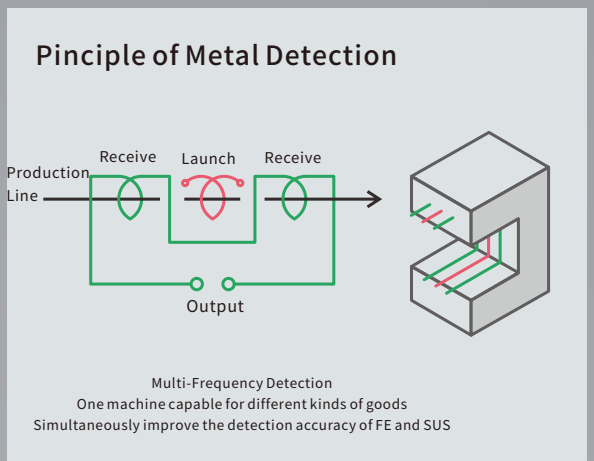 Pinciple of Metal Detection
Receive
Launch
Receive
Production
Line
Output
Multi-Frequency Detection
One machine capable for different kinds of goods
Simultaneously improve the detection accuracy of FE and SUS